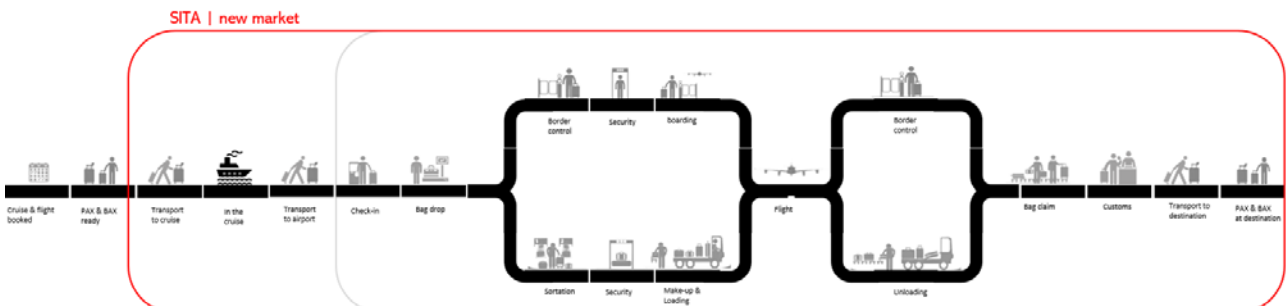 SITA | new market
Border
control
Security
boarding
Border
control
Cruise & flight
booked
PAX & BAX
ready
Transport
to cruise
In the
cruise
Transport
to airport
Check-in
Bag drop
Flight
Bag claim
Customs
Transport to
destination
PAX & BAX
at destination
Sortation
Security
Make-up &
Loading
Unloading